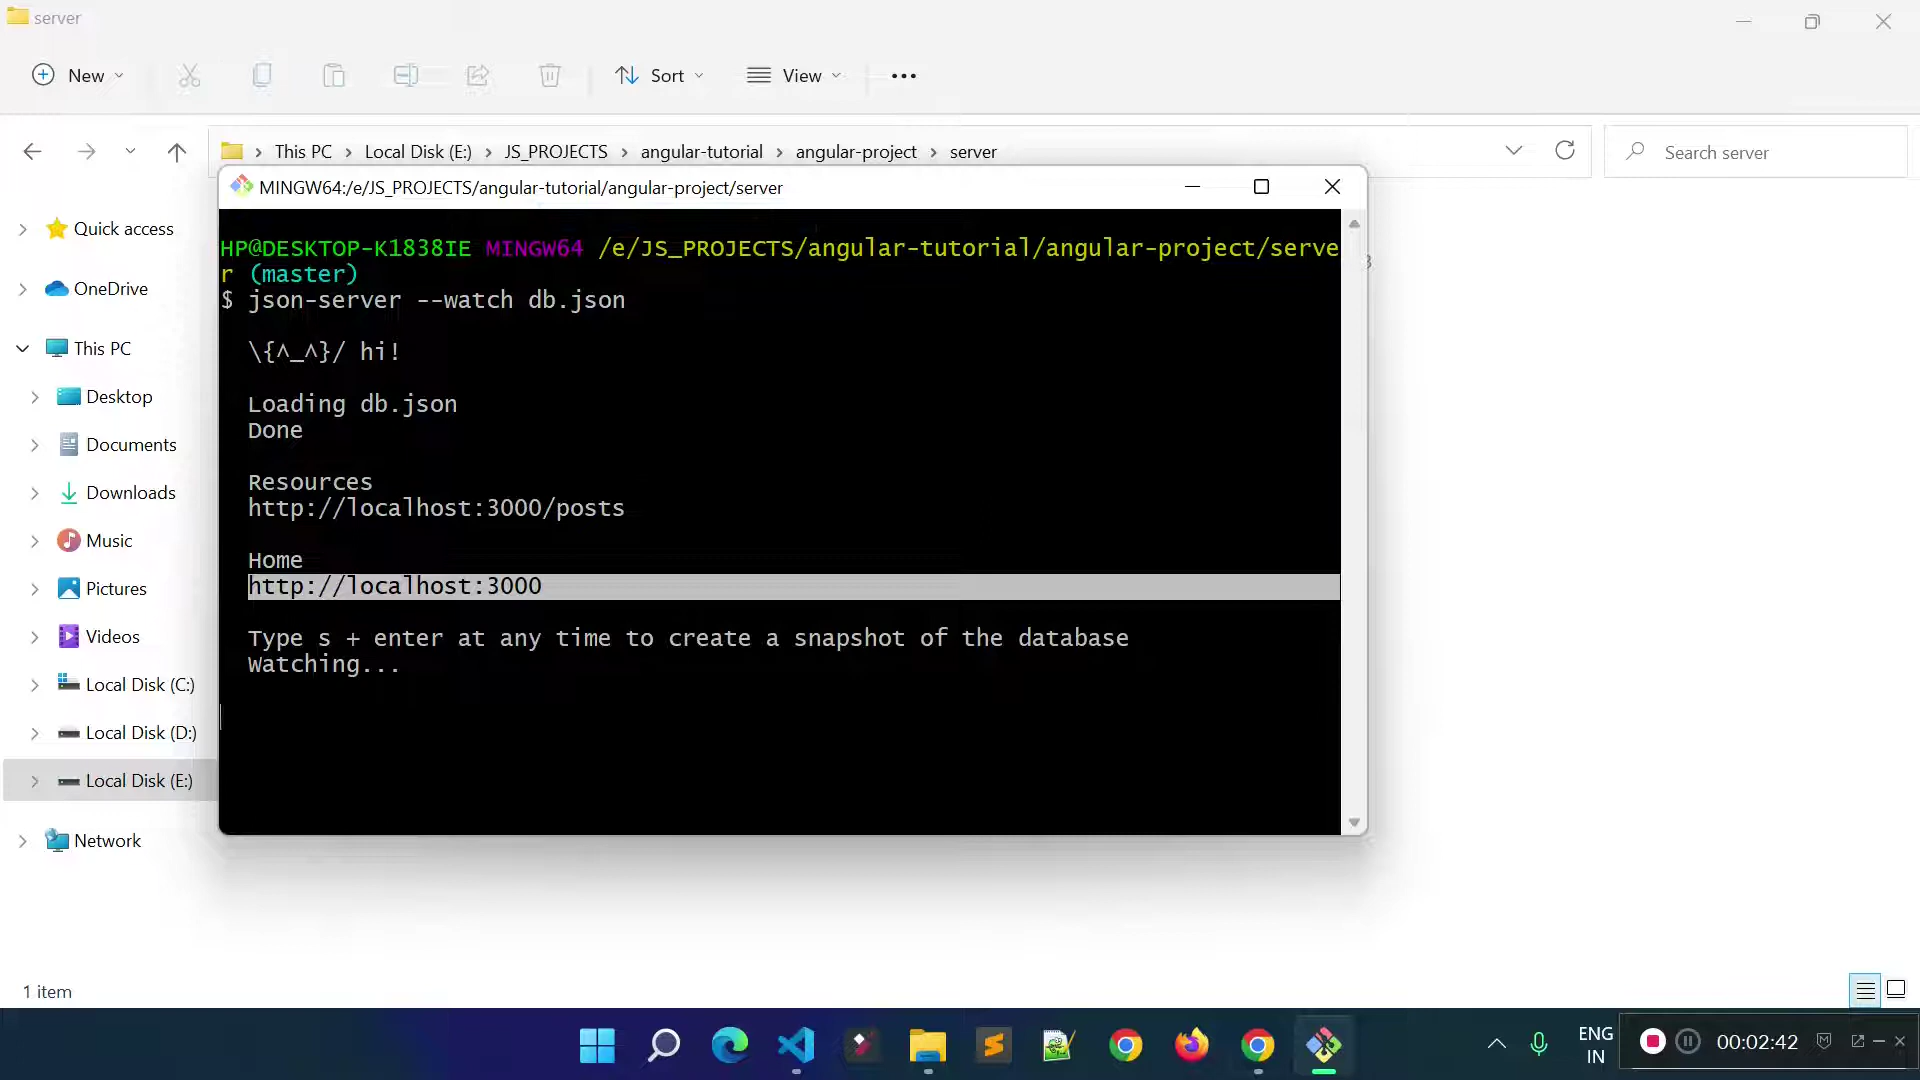 server
New
Sort
View
This PC
Local Disk (E:)
JS_PROJECTS
angular-tutorial
angular-project
server
Search server
MINGW64:/e/JS_PROJECTS/angular-tutorial/angular-project/server
Quick access
OneDrive
This PC
Desktop
Documents
Downloads
Music
Pictures
Videos
Local Disk (C:)
Local Disk (D:)
Local Disk (E:)
Network
HP@DESKTOP-K1838IE MINGW64 /e/JS_PROJECTS/angular-tutorial/angular-project/serve
r (master)
$ json-server --watch db.json
\{^_^}/ hi!
Loading db.json
Done
Resources
http://localhost:3000/posts
Home
http://localhost:3000
Type s + enter at any time to create a snapshot of the database
Watching...
1 item
ENG
IN
00:02:42